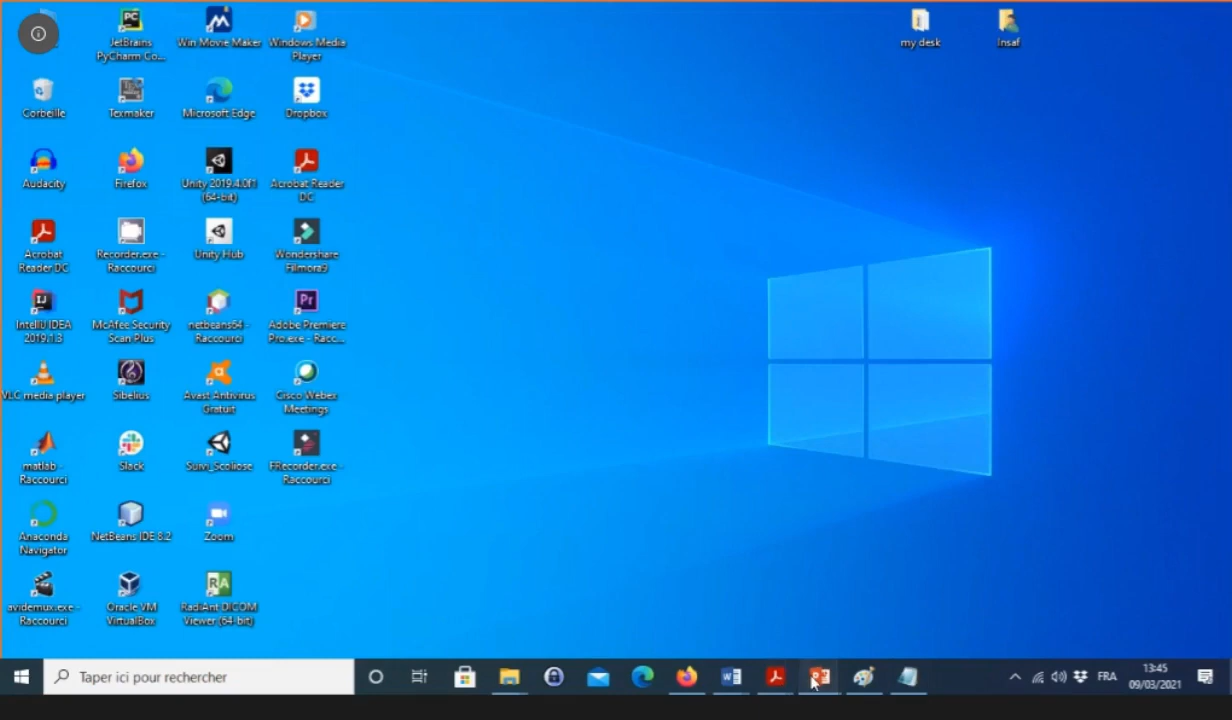 JetBrains
PyCharm Co...
Win Movie Maker
Windows Media
Player
my desk
Insaf
Corbeille
Texmaker
Microsoft Edge
Dropbox
Audacity
Firefox
Unity 2019.4.0f1
(64-bit)
Acrobat Reader
DC
Acrobat
Reader DC
Recorder.exe -
Raccourci
Unity Hub
Wondershare
Filmora9
IntelliJ IDEA
2019.1.3
McAfee Security
Scan Plus
netbeans64 -
Raccourci
Adobe Premiere
Pro.exe - Racc...
VLC media player
Sibelius
Avast Antivirus
Gratuit
Cisco Webex
Meetings
matlab -
Raccourci
Slack
Suivi_Scoliose
FRecorder.exe -
Raccourci
Anaconda
Navigator
NetBeans IDE 8.2
Zoom
avidemux.exe -
Raccourci
Oracle VM
VirtualBox
RadiAnt DICOM
Viewer (64-bit)
Taper ici pour rechercher
FRA
13:45
09/03/2021